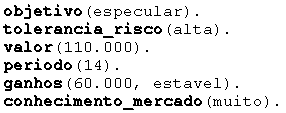 objetivo(especular).
tolerancia_risco(alta).
valor(110.000).
periodo(14).
ganhos(60.000, estavel).
conhecimento_mercado(muito).